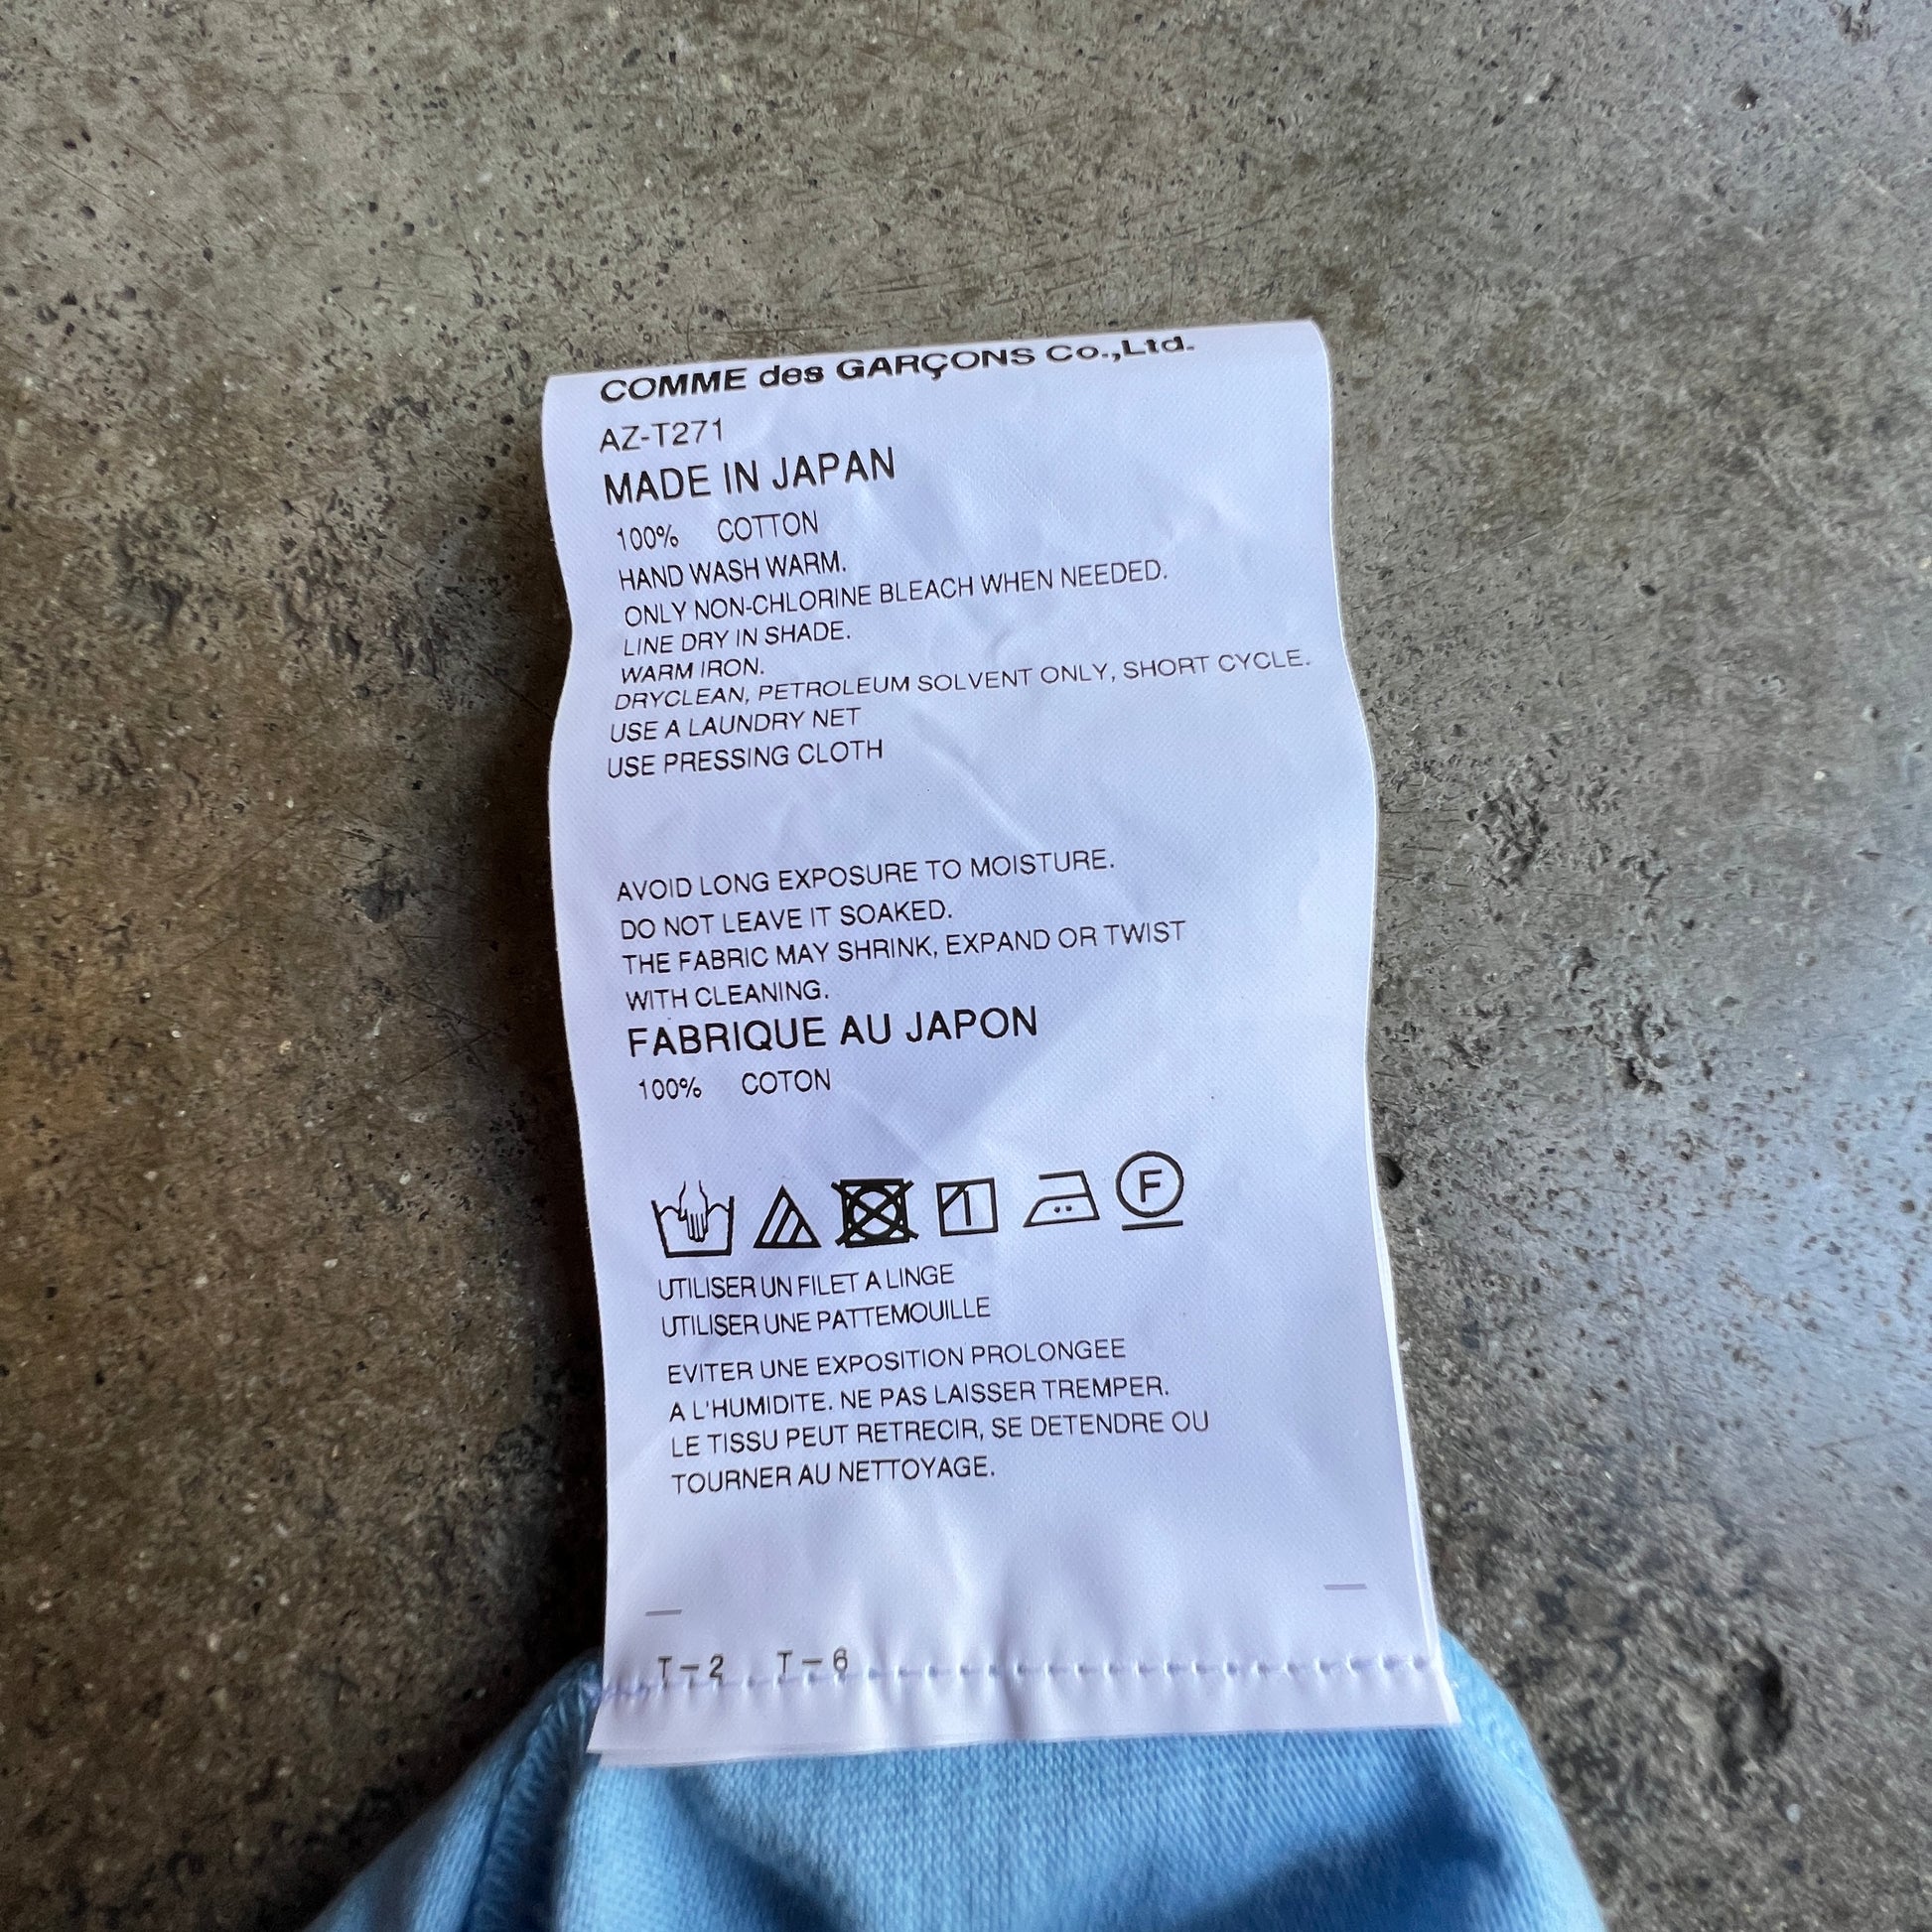 COMME des GARÇONS Co.,Ltd.
AZ-T271
MADE IN JAPAN
100% COTTON
HAND WASH WARM.
ONLY NON-CHLORINE BLEACH WHEN NEEDED.
LINE DRY IN SHADE.
WARM IRON.
DRYCLEAN, PETROLEUM SOLVENT ONLY, SHORT CYCLE.
USE A LAUNDRY NET
USE PRESSING CLOTH
AVOID LONG EXPOSURE TO MOISTURE.
DO NOT LEAVE IT SOAKED.
THE FABRIC MAY SHRINK, EXPAND OR TWIST
WITH CLEANING.
FABRIQUE AU JAPON
100% COTON
F
UTILISER UN FILET A LINGE
UTILISER UNE PATTEMOUILLE
EVITER UNE EXPOSITION PROLONGEE
A L'HUMIDITE. NE PAS LAISSER TREMPER.
LE TISSU PEUT RETRECIR, SE DETENDRE OU
TOURNER AU NETTOYAGE.
T-2 T-6